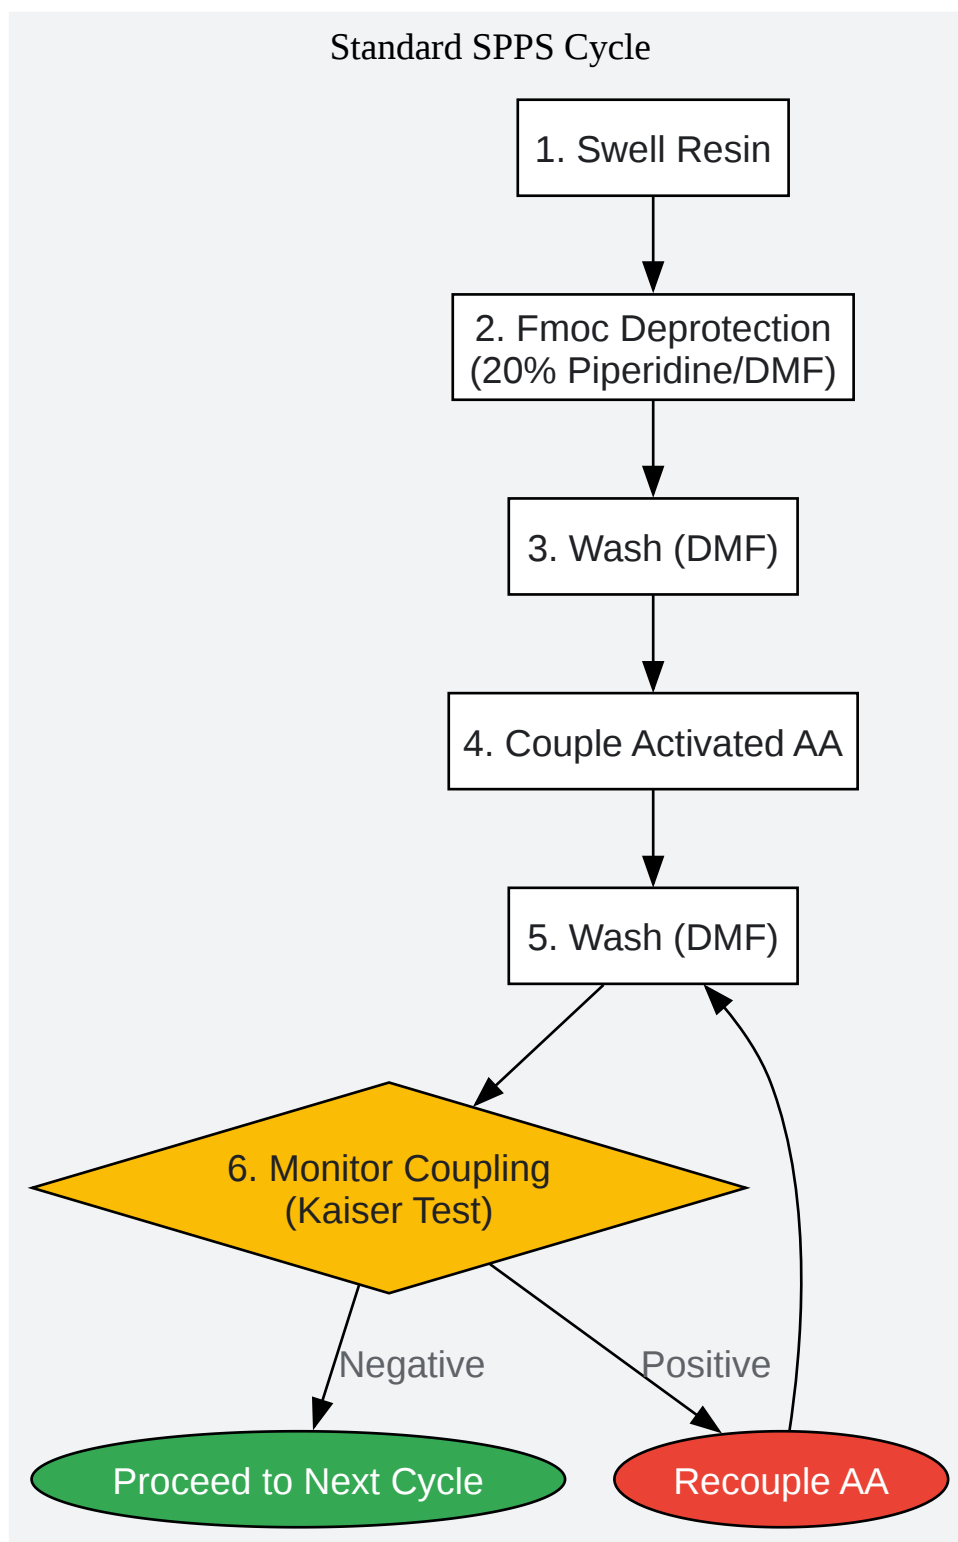 Standard SPPS Cycle
1. Swell Resin
2. Fmoc Deprotection
(20% Piperidine/DMF)
3. Wash (DMF)
4. Couple Activated AA
5. Wash (DMF)
6. Monitor Coupling
(Kaiser Test)
Negative
Positive
Proceed to Next Cycle
Recouple AA